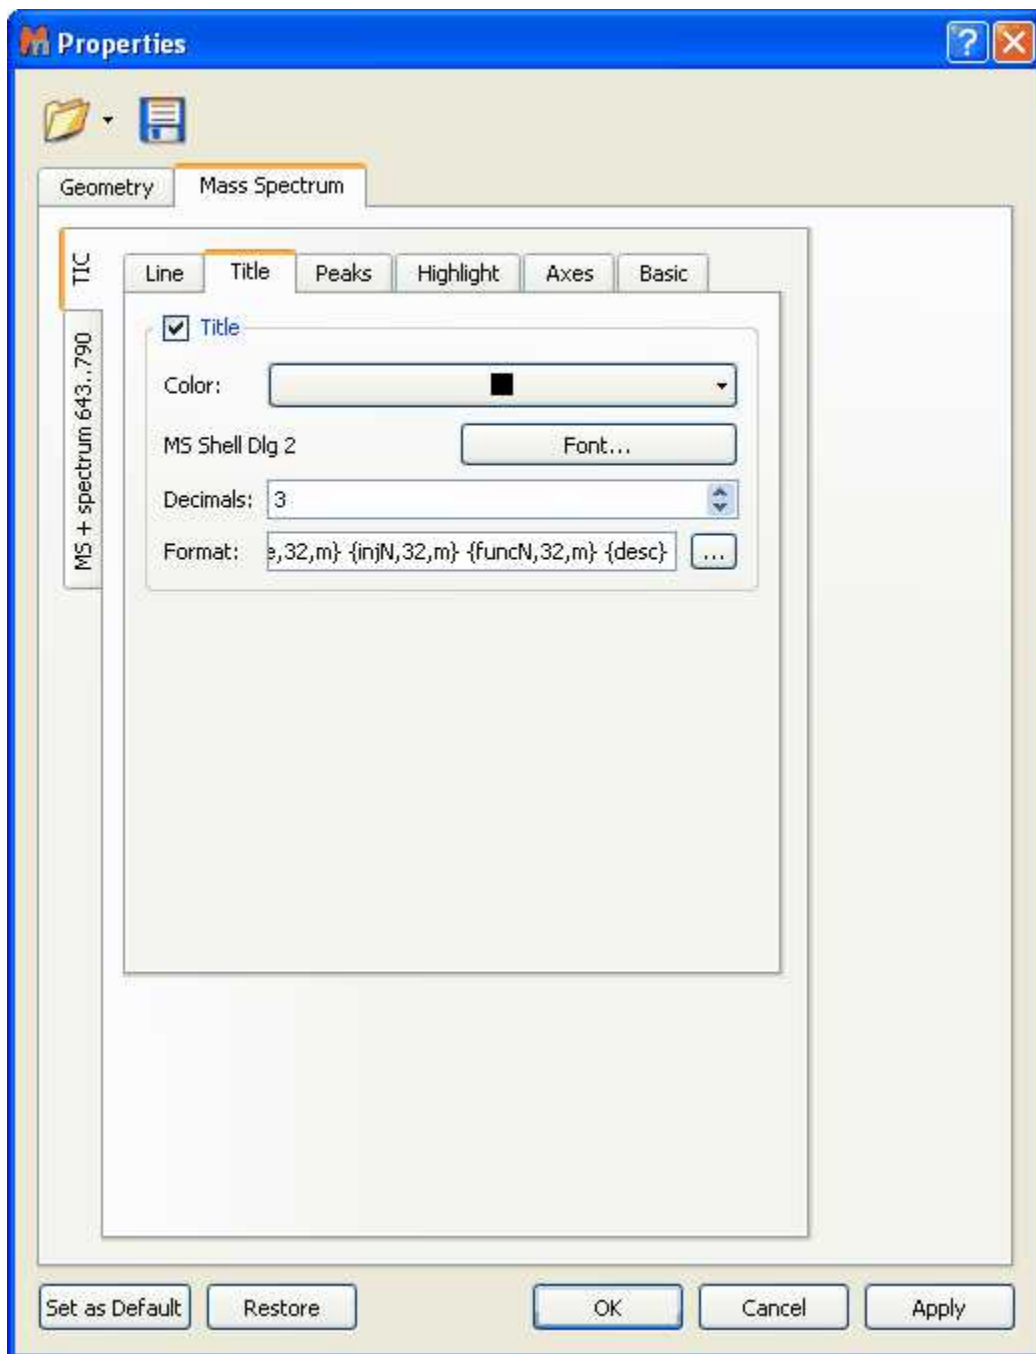 Properties
Geometry Mass Spectrum
TIC
MS + spectrum 643..790
Line Title Peaks Highlight Axes Basic
Title
Color:
MS Shell Dlg 2 Font...
Decimals: 3
Format: e,32,m} {injN,32,m} {funcN,32,m} {desc} ...
Set as Default Restore OK Cancel Apply